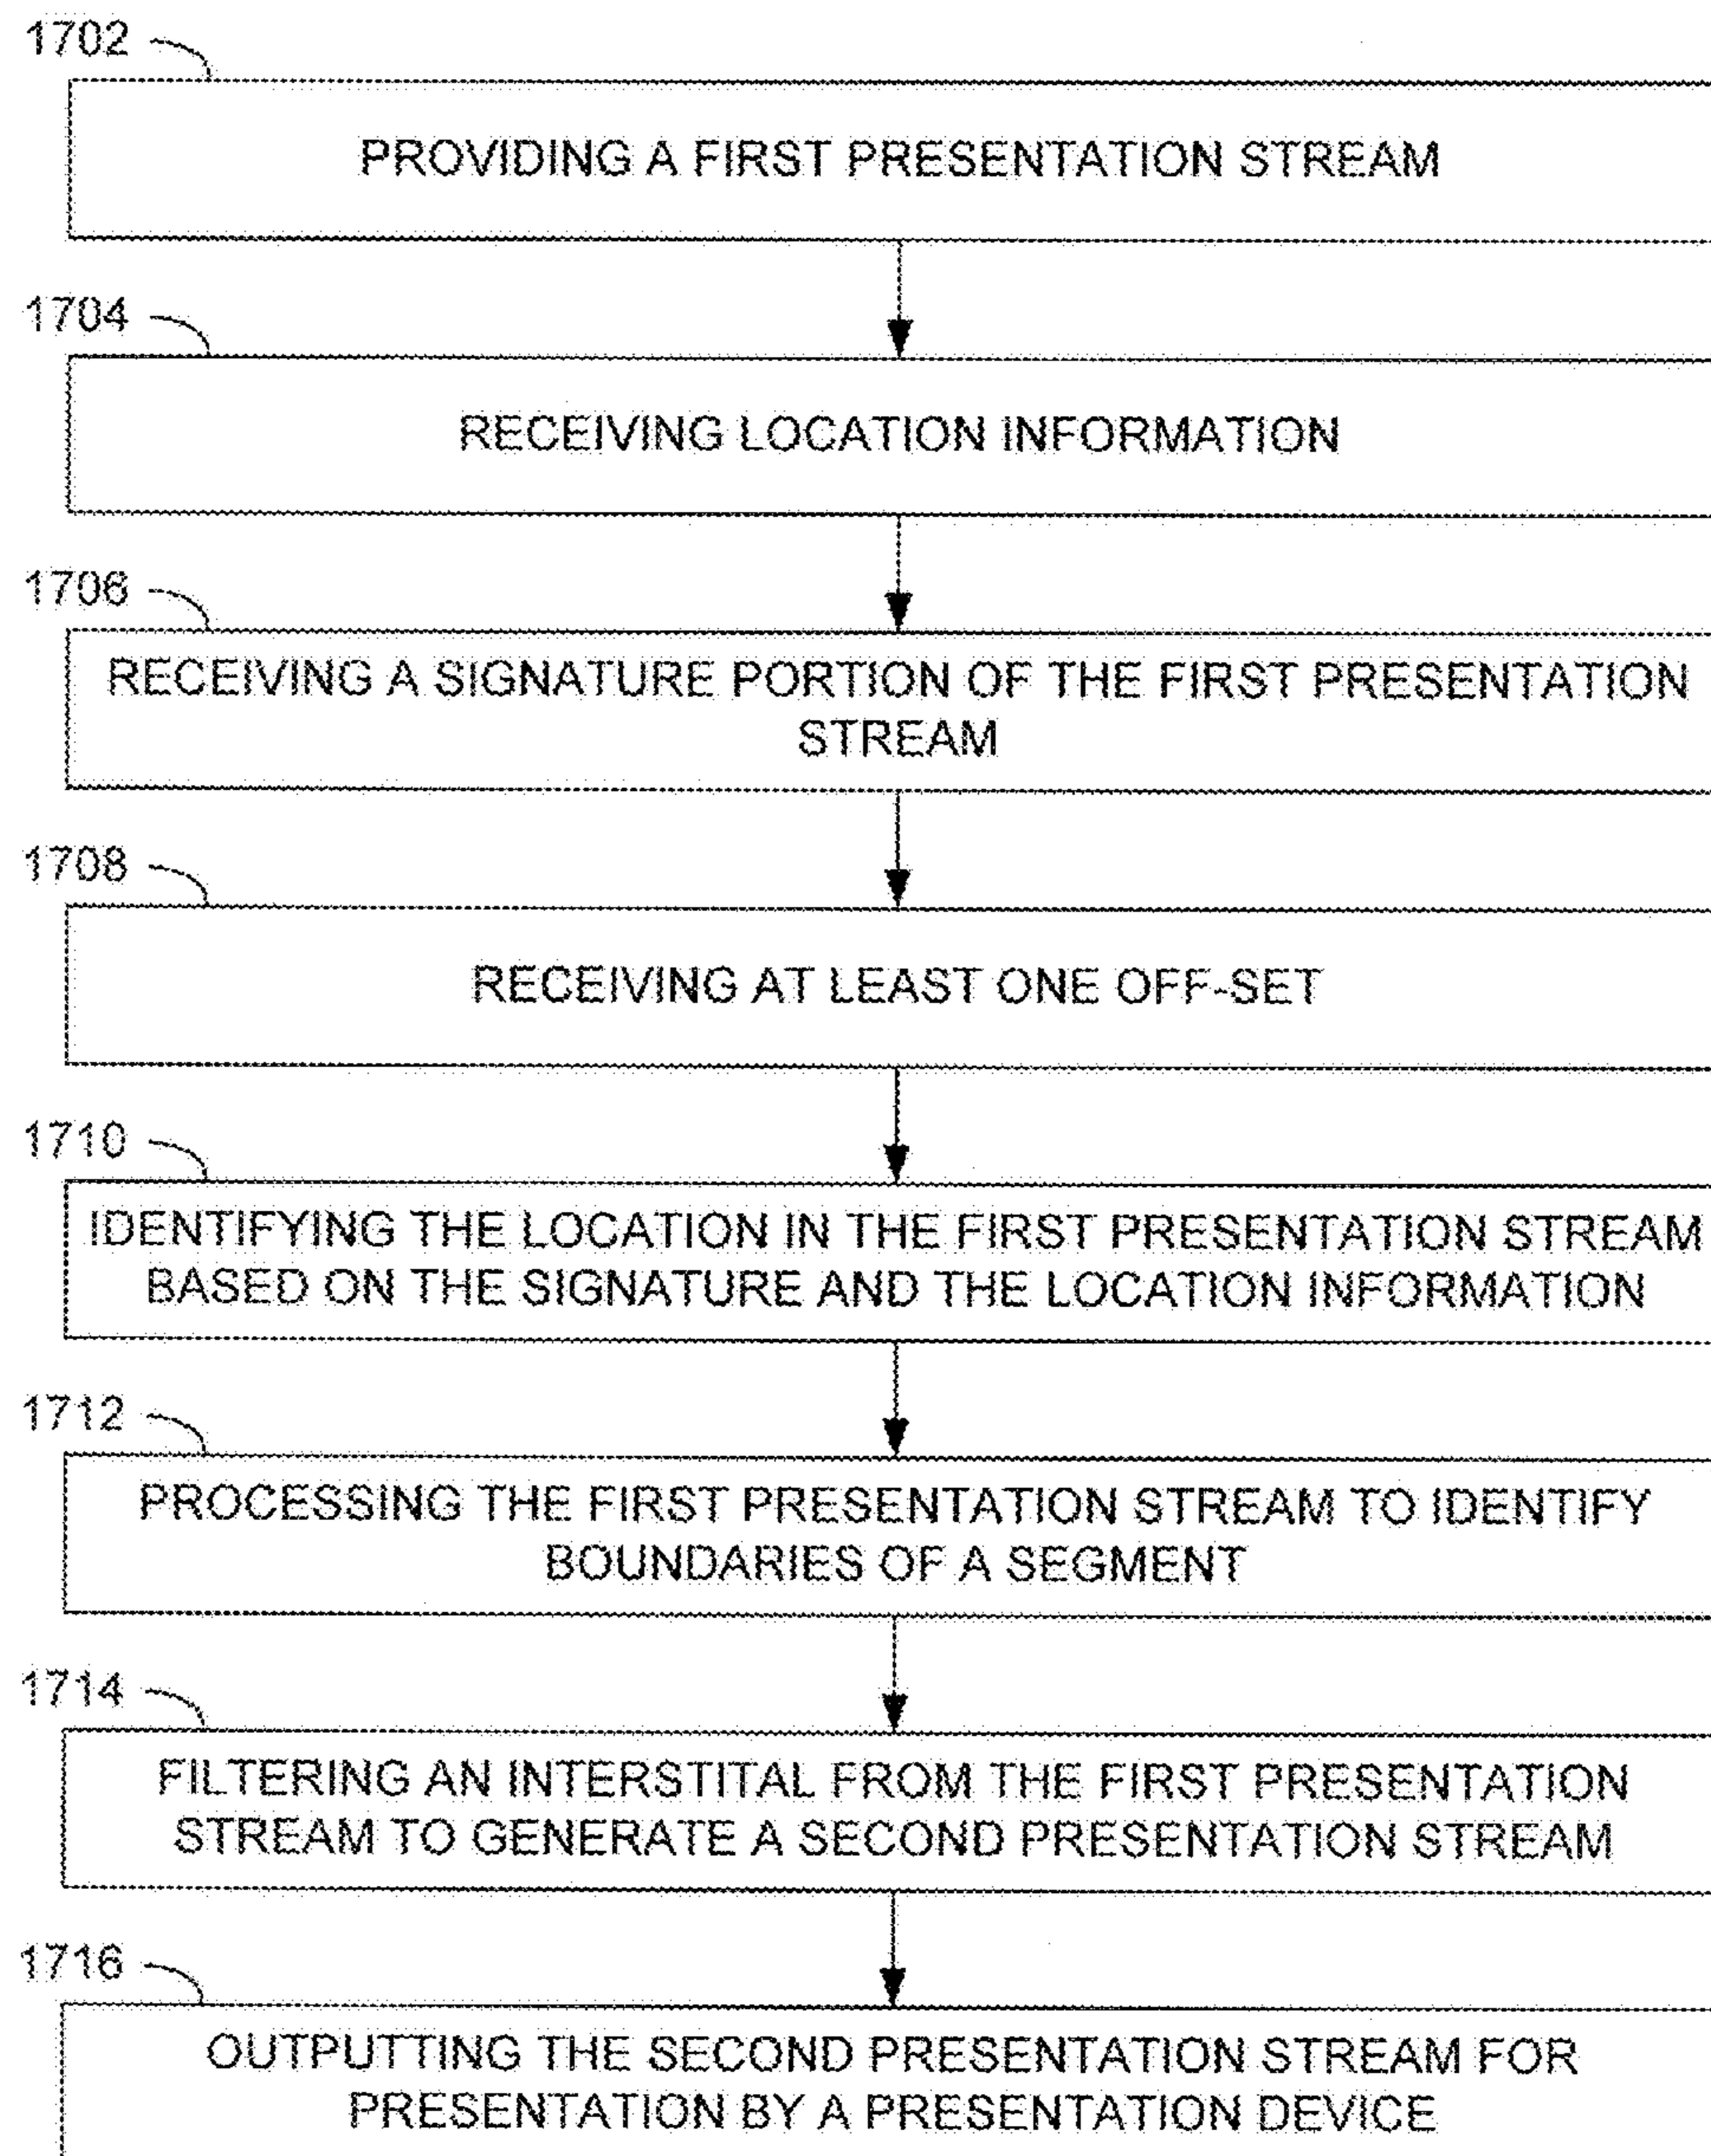 1702
PROVIDING A FIRST PRESENTATION STREAM
1704
RECEIVING LOCATION INFORMATION
1706
RECEIVING A SIGNATURE PORTION OF THE FIRST PRESENTATION
STREAM
1708
RECEIVING AT LEAST ONE OFF-SET
1710
IDENTIFYING THE LOCATION IN THE FIRST PRESENTATION STREAM
BASED ON THE SIGNATURE AND THE LOCATION INFORMATION
1712
PROCESSING THE FIRST PRESENTATION STREAM TO IDENTIFY
BOUNDARIES OF A SEGMENT
1714
FILTERING AN INTERSTITAL FROM THE FIRST PRESENTATION
STREAM TO GENERATE A SECOND PRESENTATION STREAM
1716
OUTPUTTING THE SECOND PRESENTATION STREAM FOR
PRESENTATION BY A PRESENTATION DEVICE